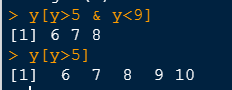 > y[y>5 & y<9]
[1] 6 7 8
> y[y>5]
[1]  6  7  8  9 10